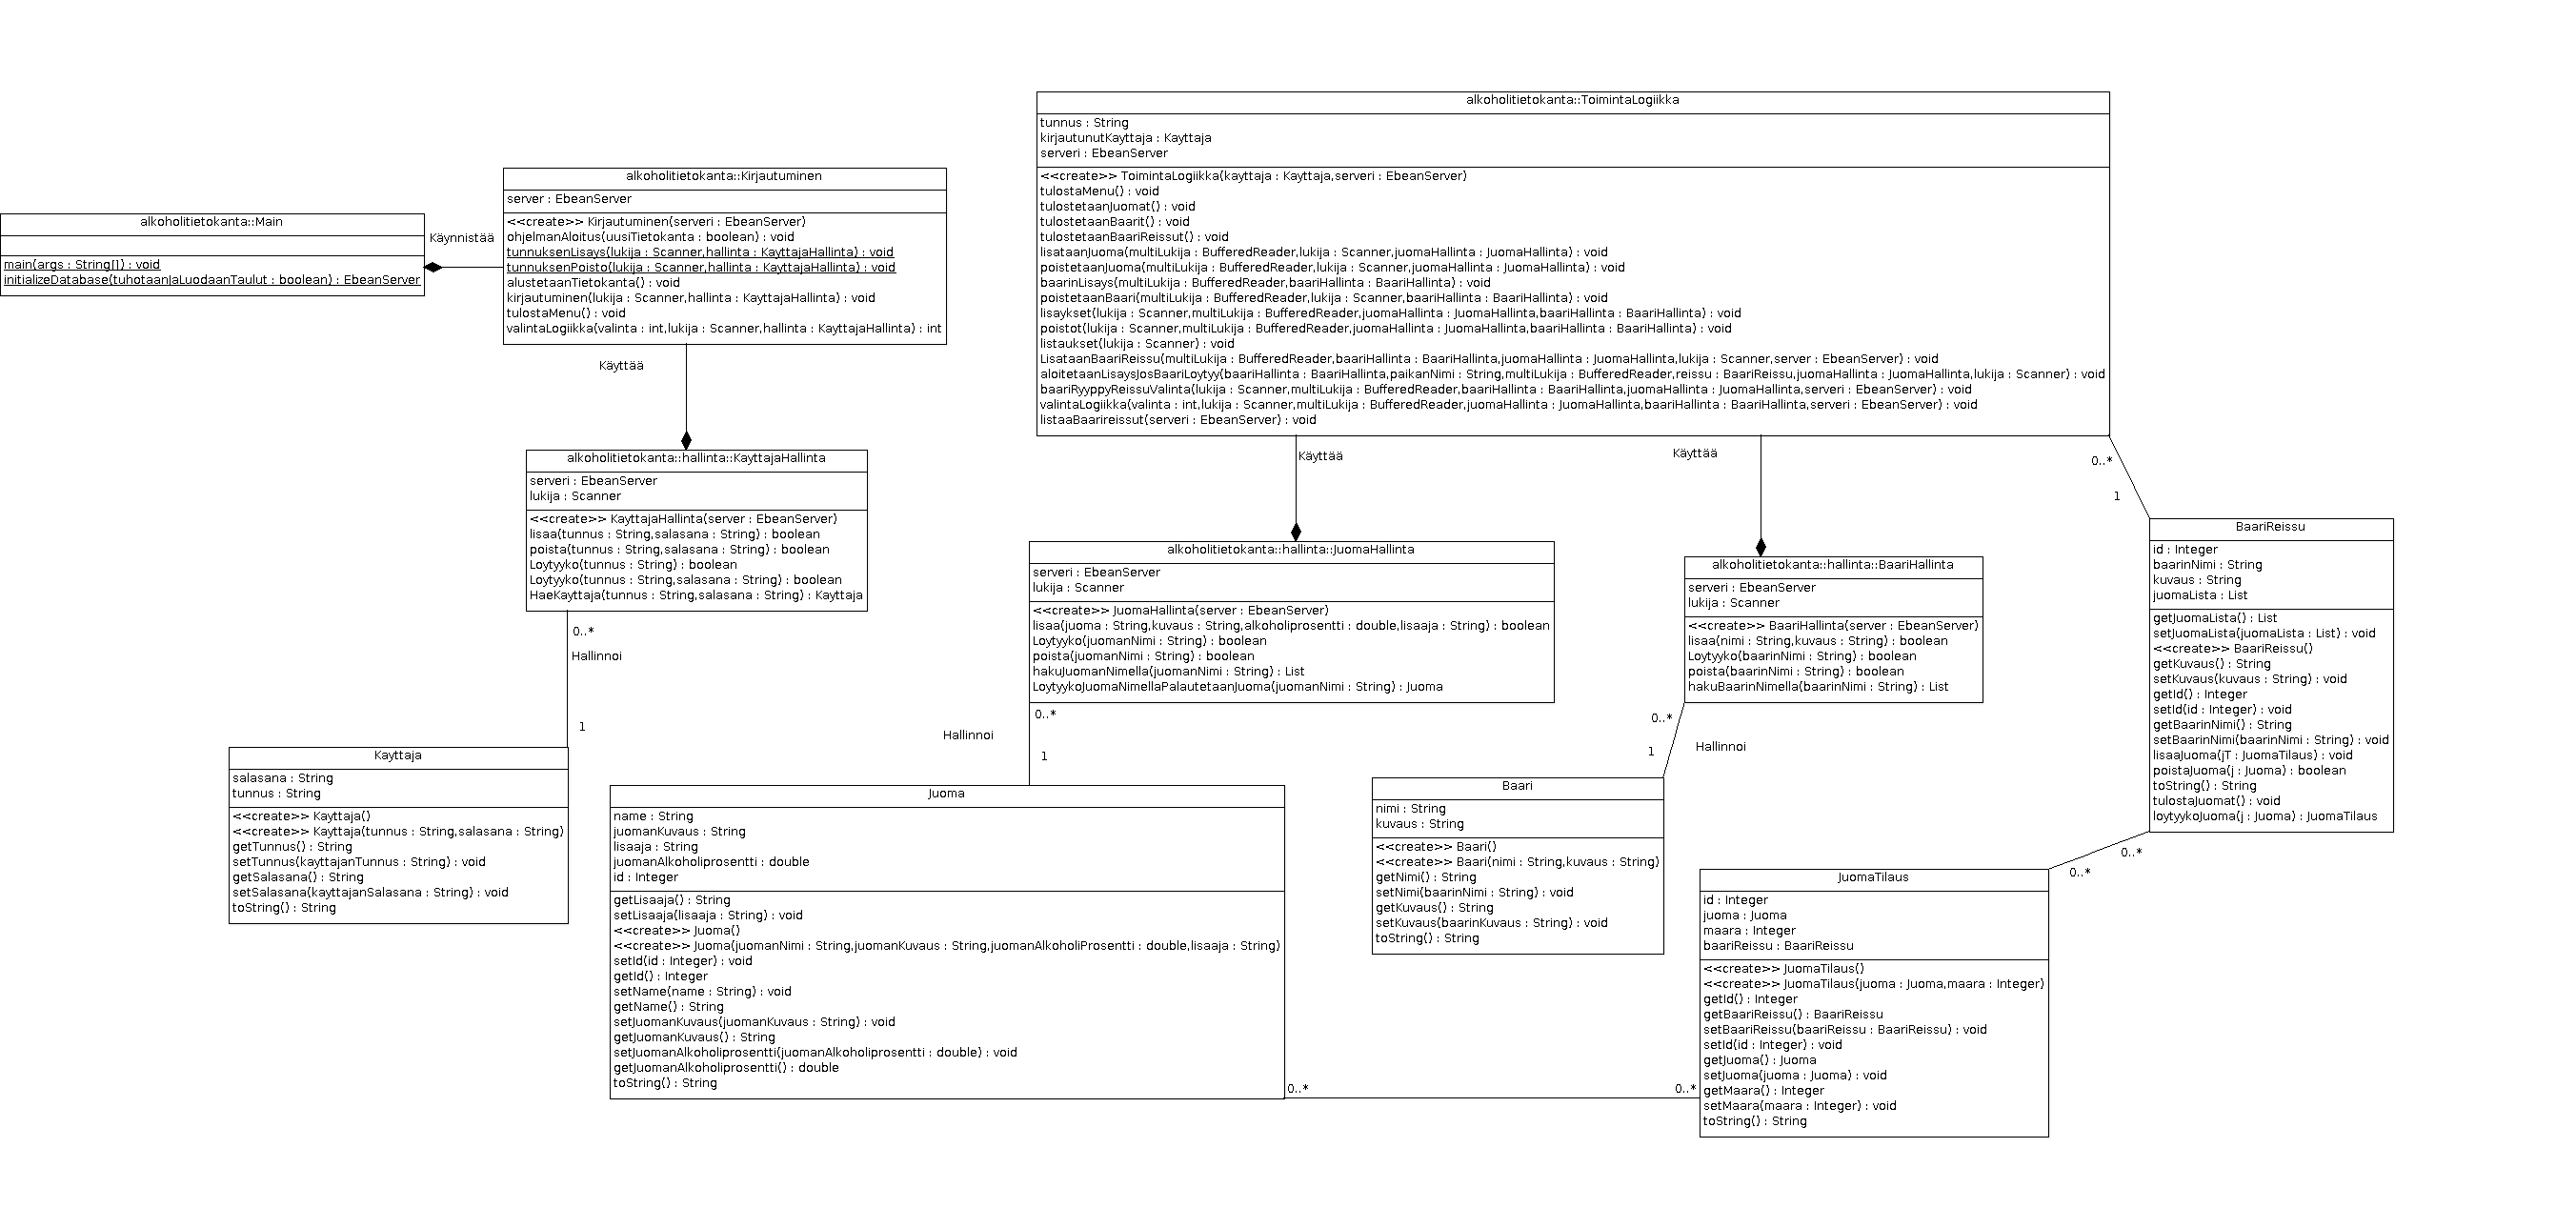 alkoholitietokanta::Main
main(args : String[]) : void
initializeDatabase(tuhotaanJaLuodaanTaulut : boolean) : EbeanServer
Käynnistää
alkoholitietokanta::Kirjautuminen
server : EbeanServer
<<create>> Kirjautuminen(serveri : EbeanServer)
ohjelmanAloitus(uusiTietokanta : boolean) : void
tunnuksenLisays(lukija : Scanner,hallinta : KayttajaHallinta) : void
tunnuksenPoisto(lukija : Scanner,hallinta : KayttajaHallinta) : void
alustetaanTietokanta() : void
kirjautuminen(lukija : Scanner,hallinta : KayttajaHallinta) : void
tulostaMenu() : void
valintaLogiikka(valinta : int,lukija : Scanner,hallinta : KayttajaHallinta) : int
Käyttää
alkoholitietokanta::hallinta::KayttajaHallinta
serveri : EbeanServer
lukija : Scanner
<<create>> KayttajaHallinta(server : EbeanServer)
lisaa(tunnus : String,salasana : String) : boolean
poista(tunnus : String,salasana : String) : boolean
Loytyyko(tunnus : String) : boolean
Loytyyko(tunnus : String,salasana : String) : boolean
HaeKayttaja(tunnus : String,salasana : String) : Kayttaja
0..*
Hallinnoi
1
Kayttaja
salasana : String
tunnus : String
<<create>> Kayttaja()
<<create>> Kayttaja(tunnus : String,salasana : String)
getTunnus() : String
setTunnus(kayttajanTunnus : String) : void
getSalasana() : String
setSalasana(kayttajanSalasana : String) : void
toString() : String
alkoholitietokanta::ToimintaLogiikka
tunnus : String
kirjautunutKayttaja : Kayttaja
serveri : EbeanServer
<<create>> ToimintaLogiikka(kayttaja : Kayttaja,serveri : EbeanServer)
tulostaMenu() : void
tulostetaanJuomat() : void
tulostetaanBaarit() : void
tulostetaanBaariReissut() : void
lisataanJuoma(multiLukija : BufferedReader,lukija : Scanner,juomaHallinta : JuomaHallinta) : void
poistetaanJuoma(multiLukija : BufferedReader,lukija : Scanner,juomaHallinta : JuomaHallinta) : void
baarinLisays(multiLukija : BufferedReader,baariHallinta : BaariHallinta) : void
poistetaanBaari(multiLukija : BufferedReader,lukija : Scanner,baariHallinta : BaariHallinta) : void
lisaykset(lukija : Scanner,multiLukija : BufferedReader,juomaHallinta : JuomaHallinta,baariHallinta : BaariHallinta) : void
poistot(lukija : Scanner,multiLukija : BufferedReader,juomaHallinta : JuomaHallinta,baariHallinta : BaariHallinta) : void
listaukset(lukija : Scanner) : void
LisataanBaariReissu(multiLukija : BufferedReader,baariHallinta : BaariHallinta,juomaHallinta : JuomaHallinta,lukija : Scanner,server : EbeanServer) : void
aloitetaanLisaysJosBaariLoytyy(baariHallinta : BaariHallinta,paikanNimi : String,multiLukija : BufferedReader,reissu : BaariReissu,juomaHallinta : JuomaHallinta,lukija : Scanner) : void
baariRyyppyReissuValinta(lukija : Scanner,multiLukija : BufferedReader,baariHallinta : BaariHallinta,juomaHallinta : JuomaHallinta,serveri : EbeanServer) : void
valintaLogiikka(valinta : int,lukija : Scanner,multiLukija : BufferedReader,juomaHallinta : JuomaHallinta,baariHallinta : BaariHallinta,serveri : EbeanServer) : void
listaaBaarireissut(serveri : EbeanServer) : void
Käyttää
Käyttää
0..*
1
alkoholitietokanta::hallinta::JuomaHallinta
serveri : EbeanServer
lukija : Scanner
<<create>> JuomaHallinta(server : EbeanServer)
lisaa(juoma : String,kuvaus : String,alkoholiprosentti : double,lisaaja : String) : boolean
Loytyyko(juomanNimi : String) : boolean
poista(juomanNimi : String) : boolean
hakuJuomanNimella(juomanNimi : String) : List
LoytyykoJuomaNimellaPalautetaanJuoma(juomanNimi : String) : Juoma
0..*
Hallinnoi
1
alkoholitietokanta::hallinta::BaariHallinta
serveri : EbeanServer
lukija : Scanner
<<create>> BaariHallinta(server : EbeanServer)
lisaa(nimi : String,kuvaus : String) : boolean
Loytyyko(baarinNimi : String) : boolean
poista(baarinNimi : String) : boolean
hakuBaarinNimella(baarinNimi : String) : List
0..*
1
Hallinnoi
BaariReissu
id : Integer
baarinNimi : String
kuvaus : String
juomaLista : List
getJuomaLista() : List
setJuomaLista(juomaLista : List) : void
<<create>> BaariReissu()
getKuvaus() : String
setKuvaus(kuvaus : String) : void
getId() : Integer
setId(id : Integer) : void
getBaarinNimi() : String
setBaarinNimi(baarinNimi : String) : void
lisaaJuoma(jT : JuomaTilaus) : void
poistaJuoma(j : Juoma) : boolean
toString() : String
tulostaJuomat() : void
loytyykoJuoma(j : Juoma) : JuomaTilaus
0..*
0..*
Juoma
name : String
juomanKuvaus : String
lisaaja : String
juomanAlkoholiprosentti : double
id : Integer
getLisaaja() : String
setLisaaja(lisaaja : String) : void
<<create>> Juoma()
<<create>> Juoma(juomanNimi : String,juomanKuvaus : String,juomanAlkoholiProsentti : double,lisaaja : String)
setId(id : Integer) : void
getId() : Integer
setName(name : String) : void
getName() : String
setJuomanKuvaus(juomanKuvaus : String) : void
getJuomanKuvaus() : String
setJuomanAlkoholiprosentti(juomanAlkoholiprosentti : double) : void
getJuomanAlkoholiprosentti() : double
toString() : String
0..*
0..*
Baari
nimi : String
kuvaus : String
<<create>> Baari()
<<create>> Baari(nimi : String,kuvaus : String)
getNimi() : String
setNimi(baarinNimi : String) : void
getKuvaus() : String
setKuvaus(baarinKuvaus : String) : void
toString() : String
JuomaTilaus
id : Integer
juoma : Juoma
maara : Integer
baariReissu : BaariReissu
<<create>> JuomaTilaus()
<<create>> JuomaTilaus(juoma : Juoma,maara : Integer)
getId() : Integer
getBaariReissu() : BaariReissu
setBaariReissu(baariReissu : BaariReissu) : void
setId(id : Integer) : void
getJuoma() : Juoma
setJuoma(juoma : Juoma) : void
getMaara() : Integer
setMaara(maara : Integer) : void
toString() : String